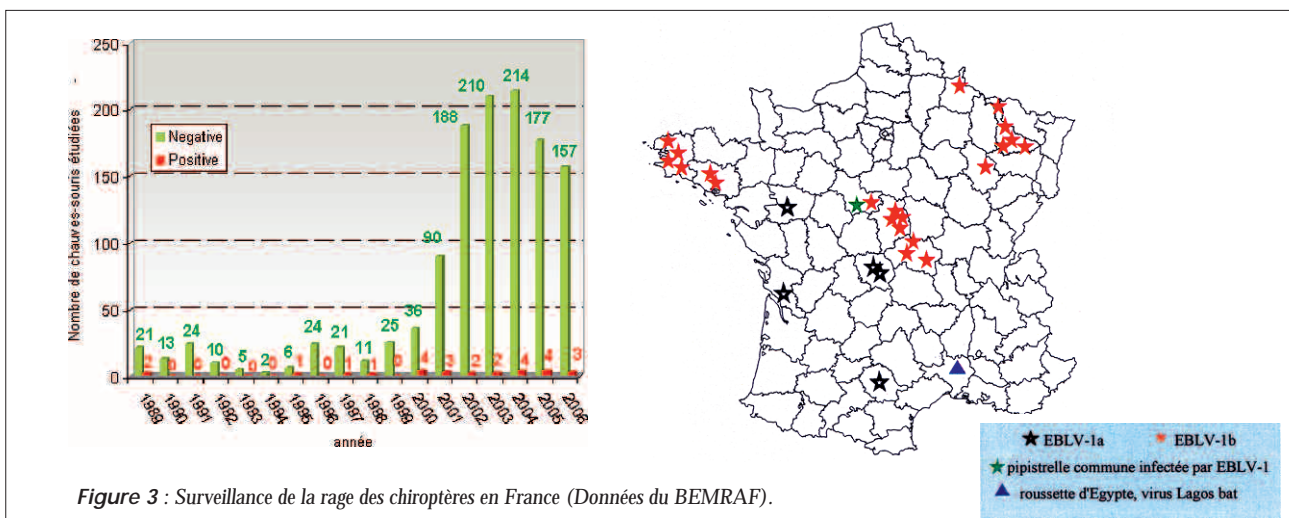 250
200
150
100
50
0
Nombre de chauves-souris étudiées
Negative
Positive
21 13 24 10 5 2 6 24 21 11 25 36 90 188 210 214 177 157
2 0 0 0 0 0 1 0 1 1 0 4 3 2 2 4 4 3
1989 1990 1991 1992 1993 1994 1995 1996 1997 1998 1999 2000 2001 2002 2003 2004 2005 2006
année
EBLV-1a EBLV-1b
pipistrelle commune infectée par EBLV-1
roussette d'Egypte, virus Lagos bat
Figure 3 : Surveillance de la rage des chiroptères en France (Données du BEMRAF).